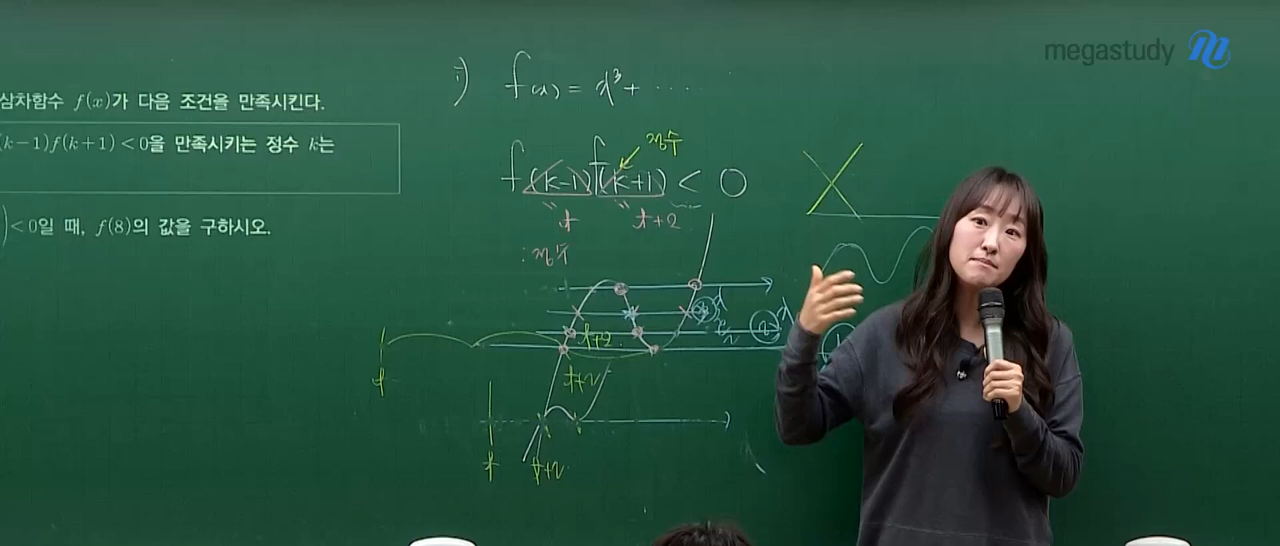 megastudy
삼차함수 f(x)가 다음 조건을 만족시킨다.
(k-1)f(k+1)<0을 만족시키는 정수 k는
)<0일 때, f(8)의 값을 구하시오.
i) f(x) = x³+ ·····
정수
f(k-1) f(k+1) < 0
" t " t+2
: 정수
t+2
t
t+2
t t+2